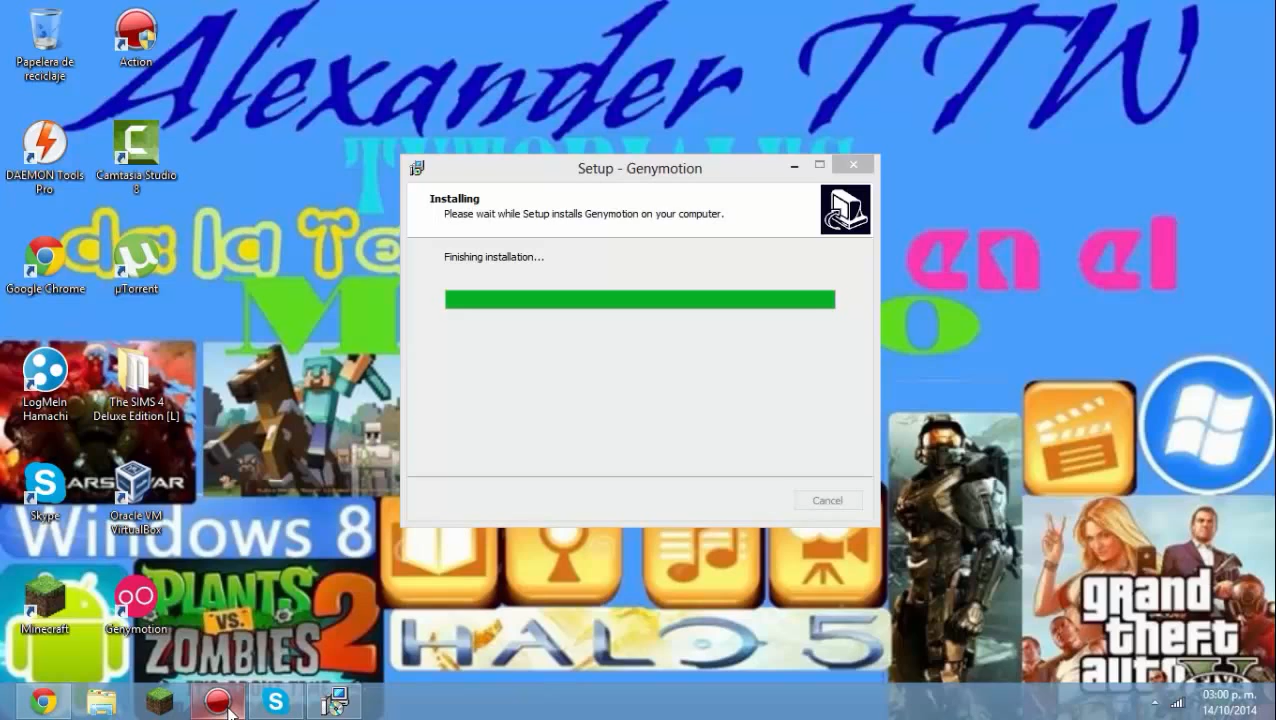 Alexander TTW
TUTORIALES
Papelera de
reciclaje
Action
DAEMON Tools
Pro
Camtasia Studio
8
Google Chrome
µTorrent
LogMeIn
Hamachi
The SIMS 4
Deluxe Edition [L]
Skype
Oracle VM
VirtualBox
Minecraft
Genymotion
Setup - Genymotion
Installing
Please wait while Setup installs Genymotion on your computer.
Finishing installation...
Cancel
de la
en el
Windows 8
PLANTS
VS.
ZOMBIES
2
HALO 5
grand
theft
auto
V
03:00 p. m.
14/10/2014